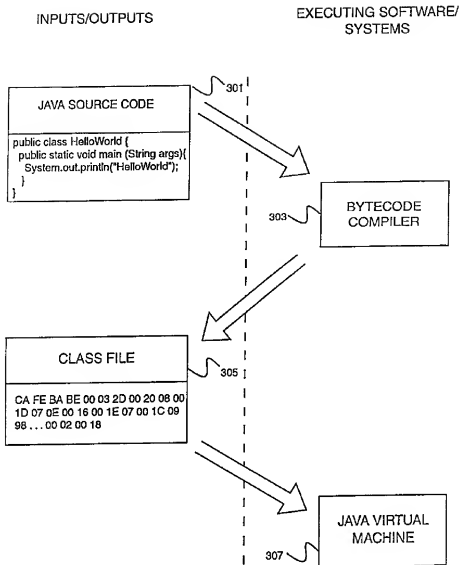 INPUTS/OUTPUTS
EXECUTING SOFTWARE/
SYSTEMS
301
JAVA SOURCE CODE
public class HelloWorld {
public static void main (String args){
System.out.println("HelloWorld");
}
}
303
BYTECODE
COMPILER
CLASS FILE
305
CA FE BA BE 00 03 2D 00 20 08 00
1D 07 0E 00 16 00 1E 07 00 1C 09
98 . . . 00 02 00 18
JAVA VIRTUAL
MACHINE
307